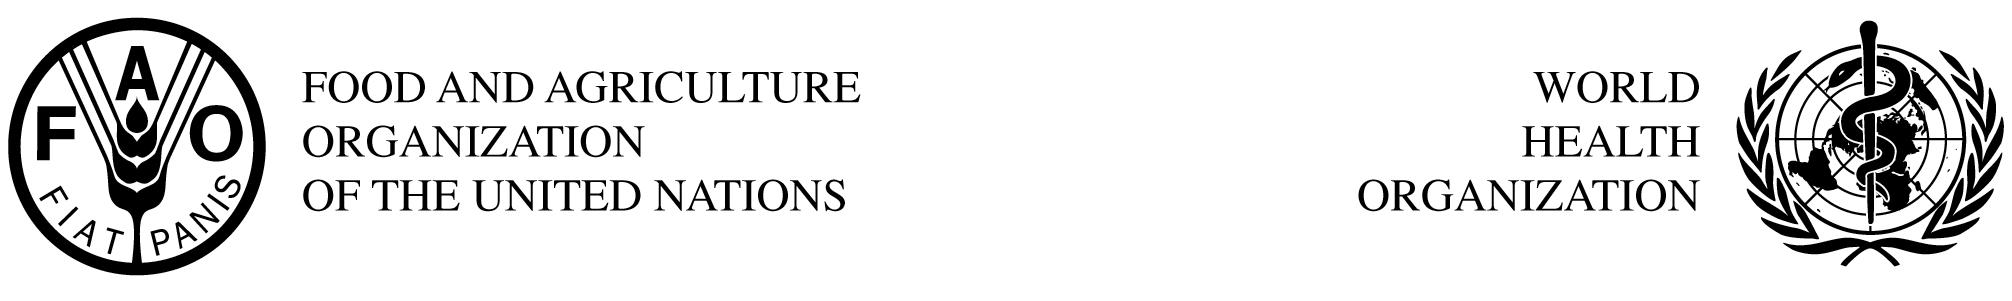 F A O
FIAT PANIS
FOOD AND AGRICULTURE
ORGANIZATION
OF THE UNITED NATIONS
WORLD
HEALTH
ORGANIZATION